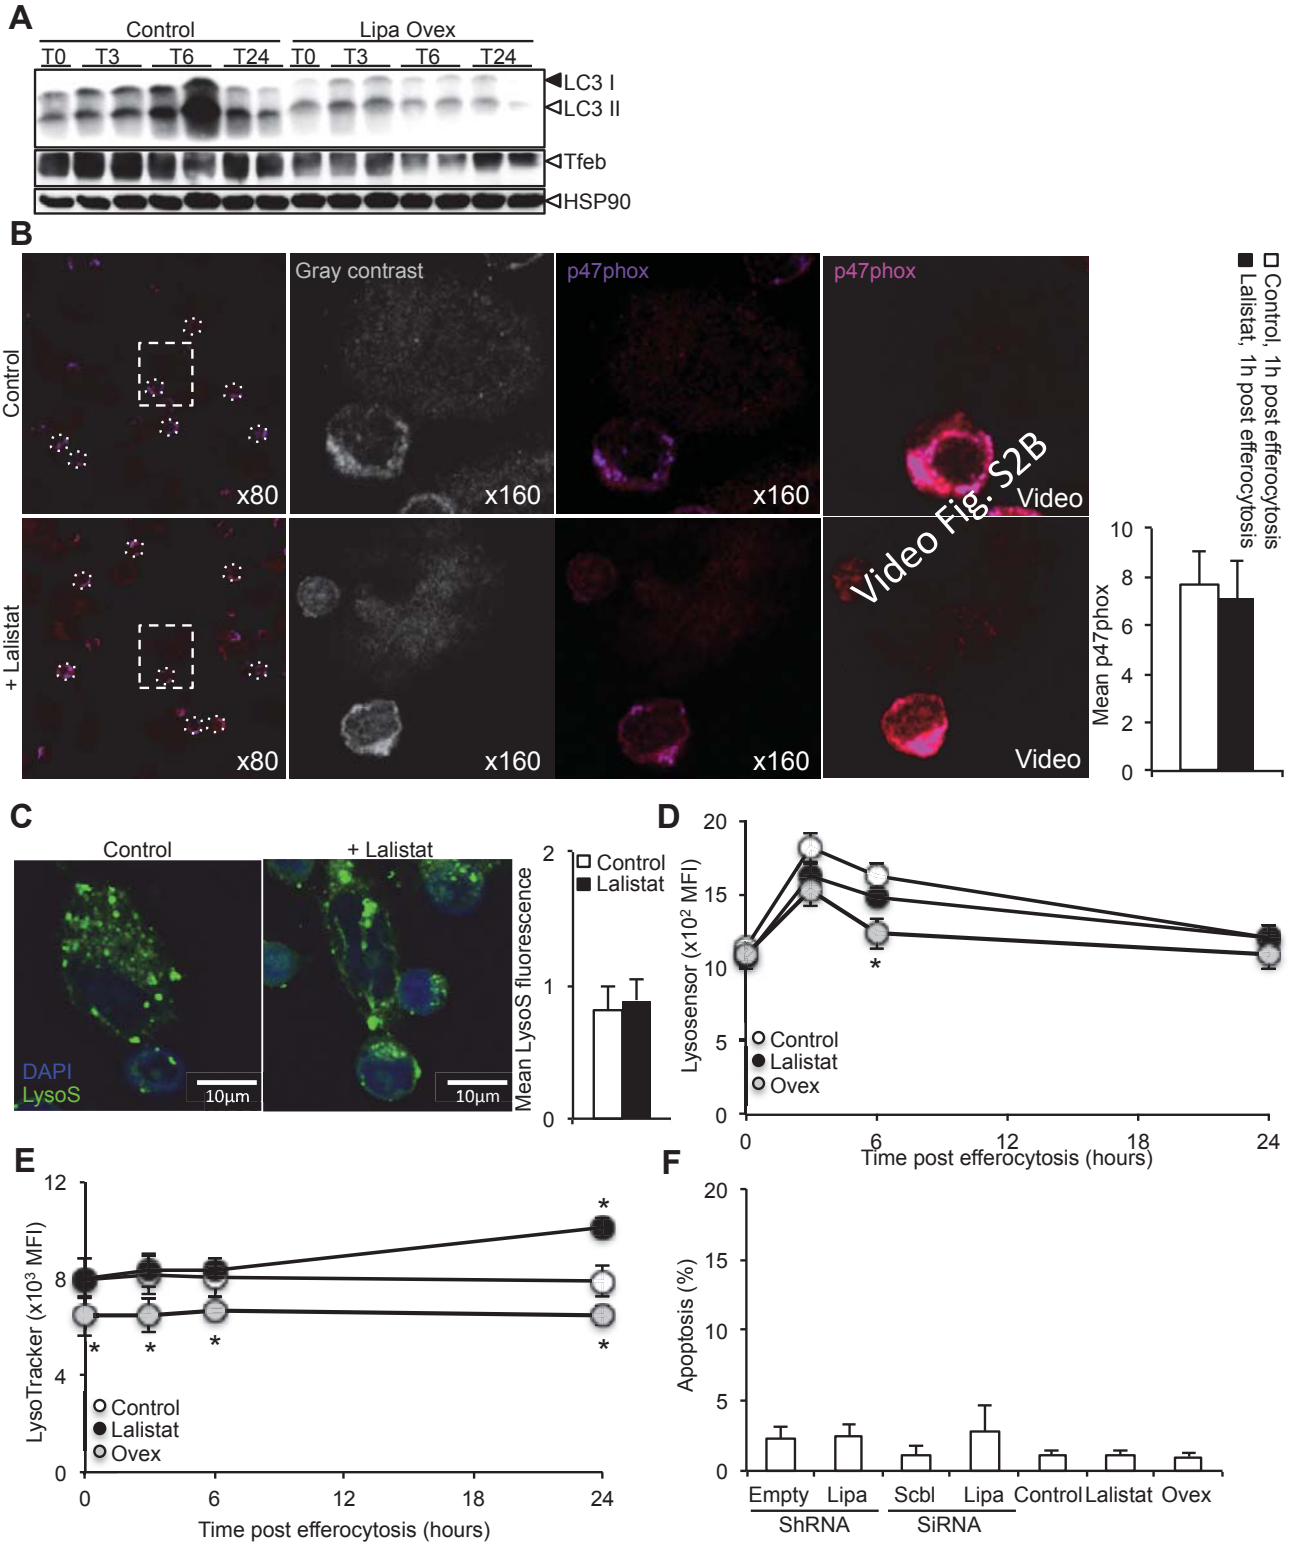 A
Control Lipa Ovex
T0 T3 T6 T24 T0 T3 T6 T24
LC3 I
LC3 II
Tfeb
HSP90
B
Control
Gray contrast
p47phox
p47phox
x80
x160
x160
Video
+ Lalistat
x80
x160
x160
Video
Video Fig. S2B
Control, 1h post efferocytosis
Lalistat, 1h post efferocytosis
Mean p47phox
10
8
6
4
2
0
C
Control
+ Lalistat
DAPI
LysoS
10µm
10µm
Mean LysoS fluorescence
2
1
0
Control
Lalistat
D
Lysosensor (x10² MFI)
20
15
10
5
0
*
Control
Lalistat
Ovex
0 6 12 18 24
Time post efferocytosis (hours)
E
LysoTracker (x10³ MFI)
12
8
4
0
*
* * * *
Control
Lalistat
Ovex
0 6 12 18 24
Time post efferocytosis (hours)
F
Apoptosis (%)
20
15
10
5
0
Empty Lipa Scbl Lipa Control Lalistat Ovex
ShRNA SiRNA